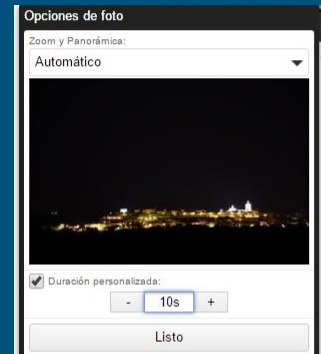 Opciones de foto
Zoom y Panorámica:
Automático
Duración personalizada:
- 10s +
Listo